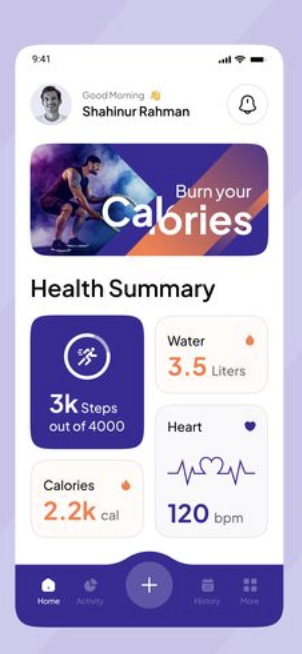 9:41
Good Morning 👋
Shahinur Rahman
Burn your
Calories
Health Summary
3k Steps
out of 4000
Water
3.5 Liters
Calories
2.2k cal
Heart
120 bpm
Home
Activity
History
More